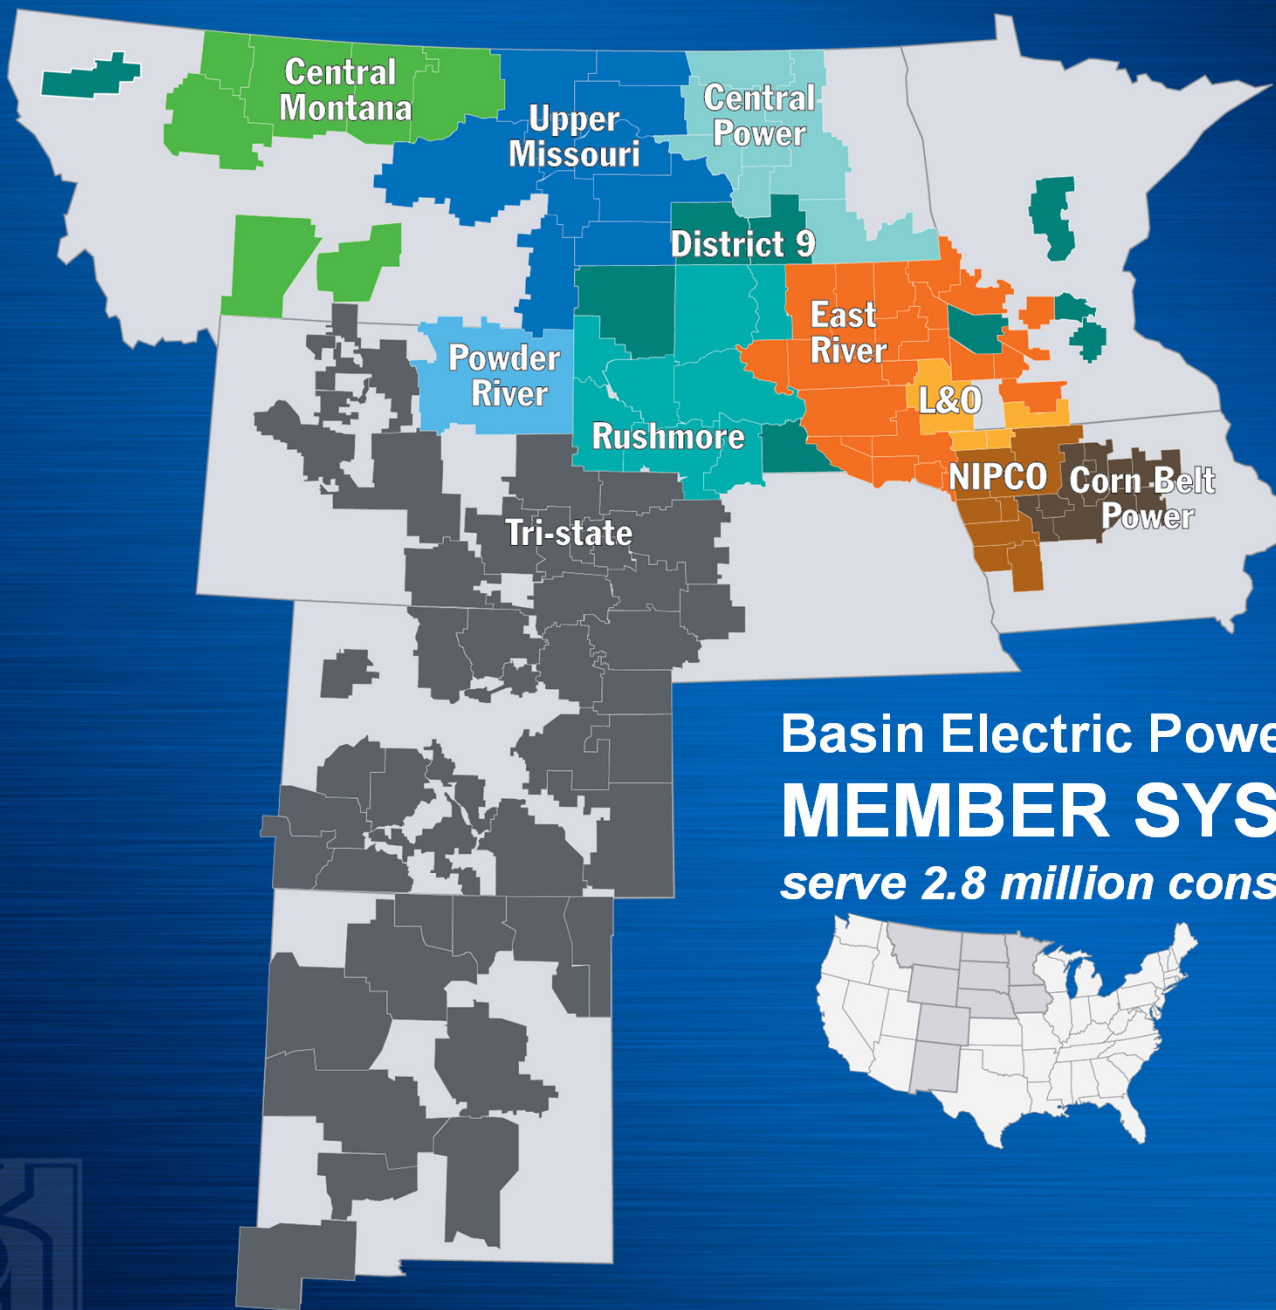 Central
Montana
Upper
Missouri
Central
Power
District 9
East
River
Powder
River
L&O
Rushmore
NIPCO
Corn Belt
Power
Tri-state
Basin Electric Powe
MEMBER SYS
serve 2.8 million cons